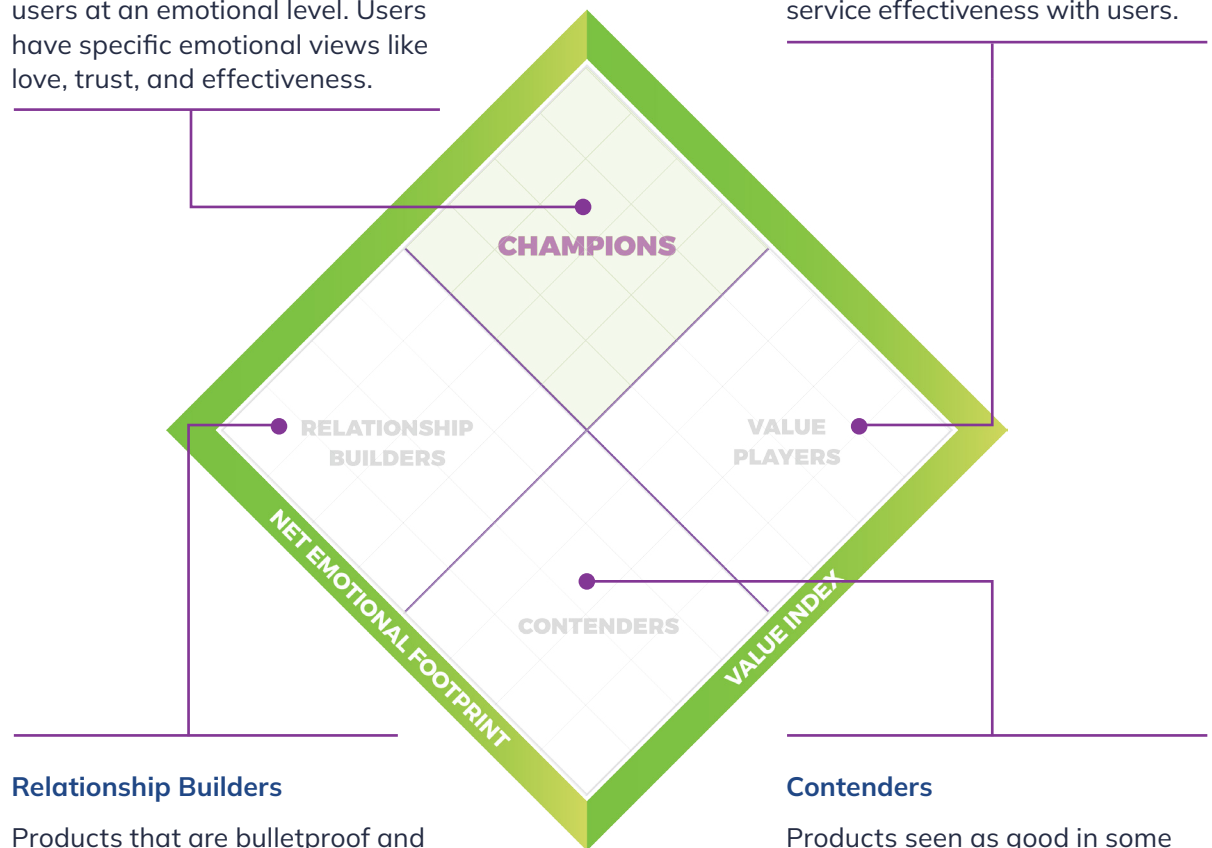 users at an emotional level. Users
have specific emotional views like
love, trust, and effectiveness.
service effectiveness with users.
CHAMPIONS
RELATIONSHIP
BUILDERS
VALUE
PLAYERS
CONTENDERS
NET EMOTIONAL FOOTPRINT
VALUE INDEX
Relationship Builders
Products that are bulletproof and
Contenders
Products seen as good in some